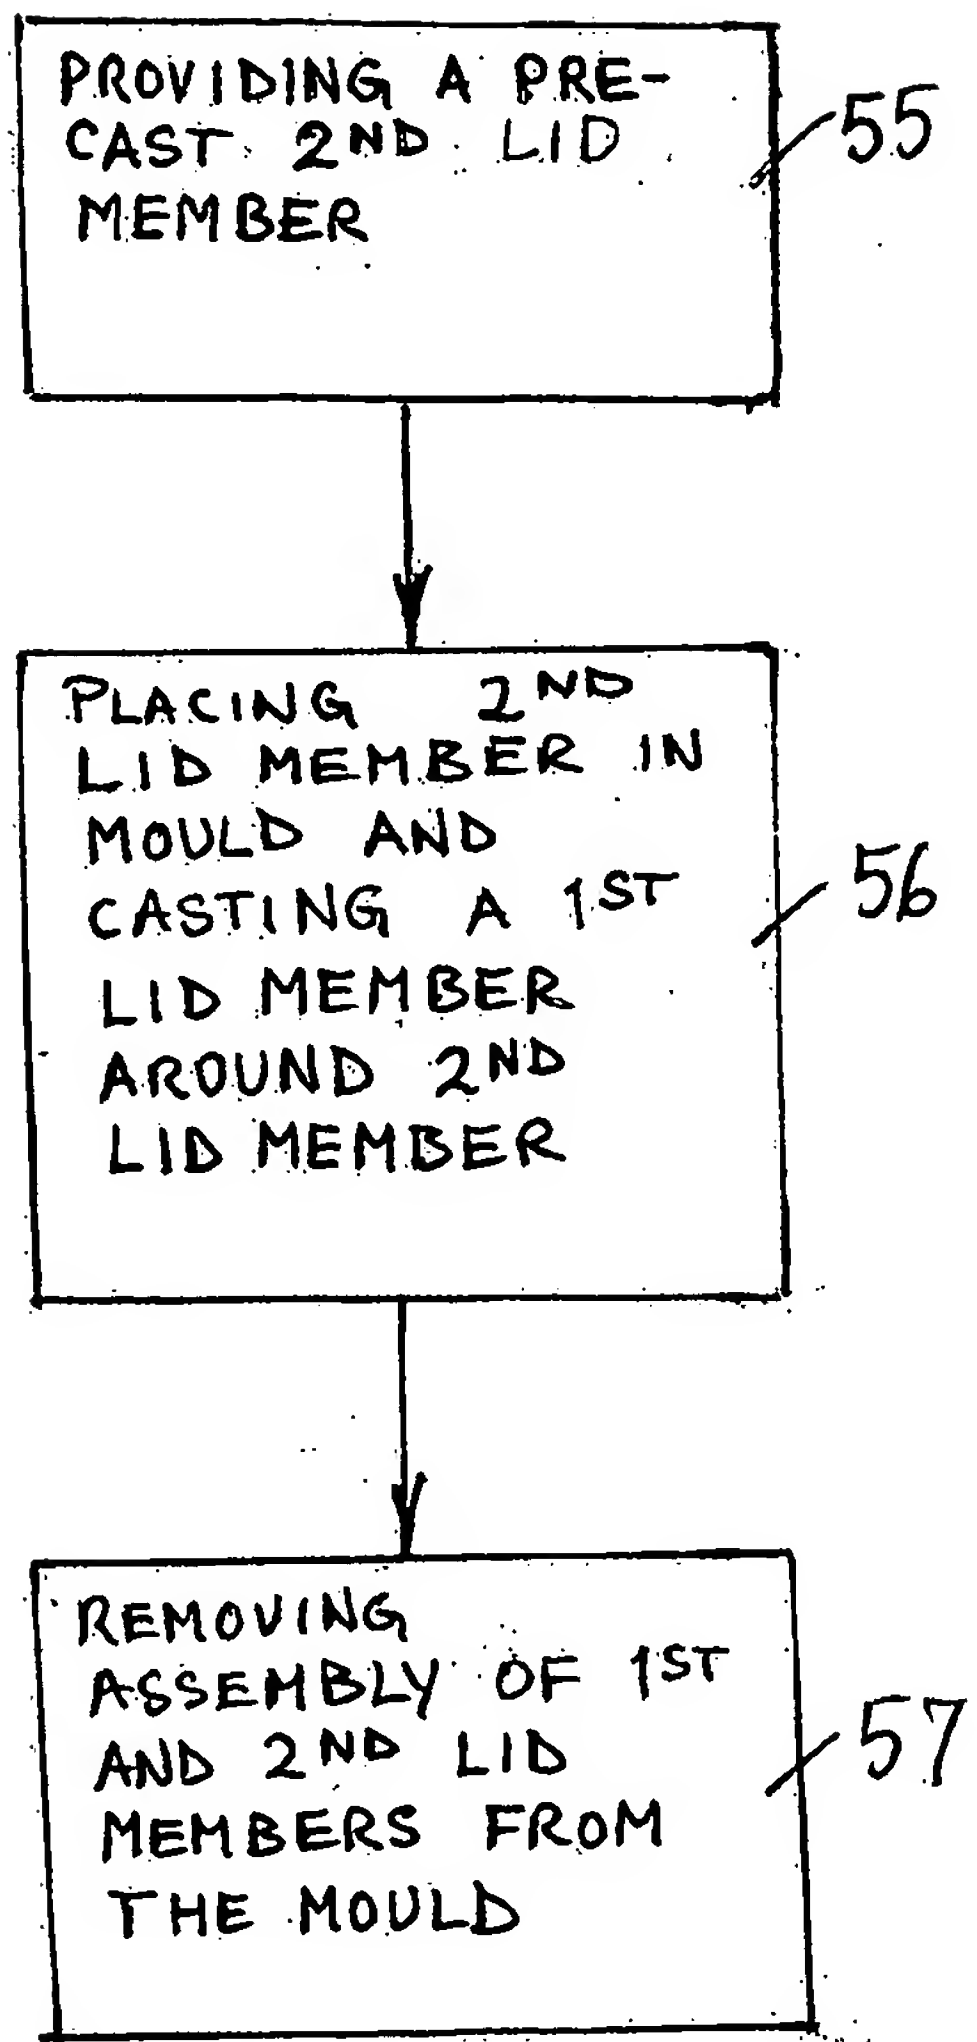 PROVIDING A PRE-
CAST 2ND LID
MEMBER
55
PLACING 2ND
LID MEMBER IN
MOULD AND
CASTING A 1ST
LID MEMBER
AROUND 2ND
LID MEMBER
56
REMOVING
ASSEMBLY OF 1ST
AND 2ND LID
MEMBERS FROM
THE MOULD
57